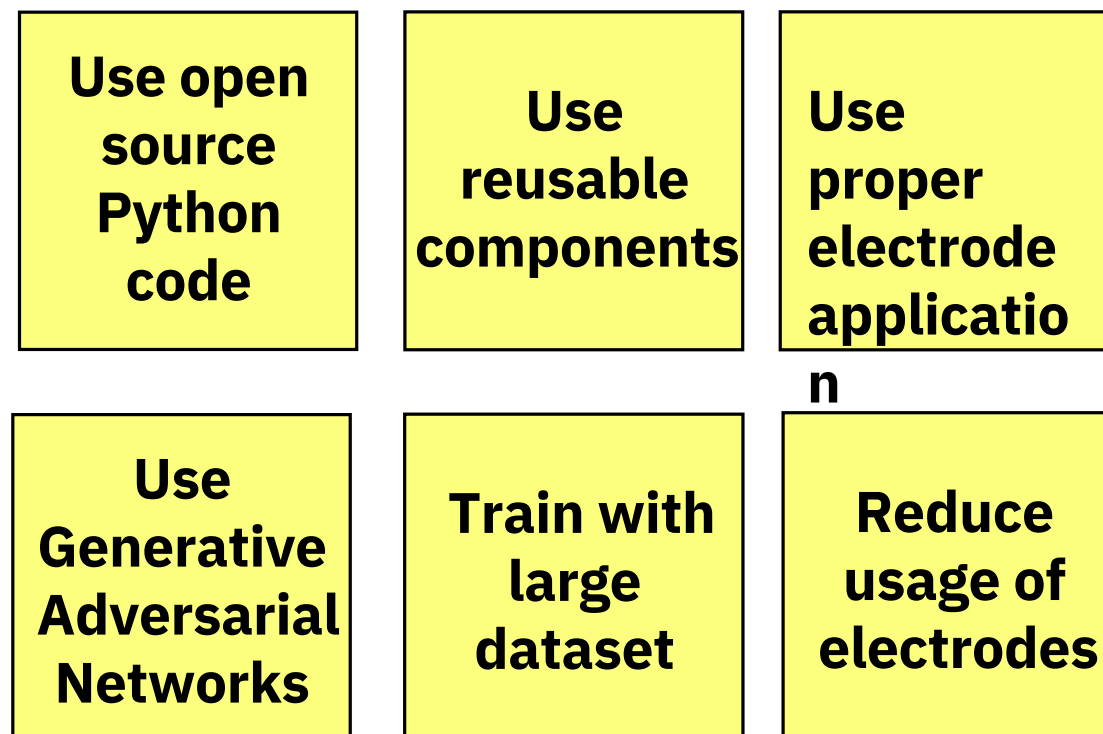 Use open
source
Python
code
Use
reusable
components
Use
proper
electrode
applicatio
n
Use
Generative
Adversarial
Networks
Train with
large
dataset
Reduce
usage of
electrodes